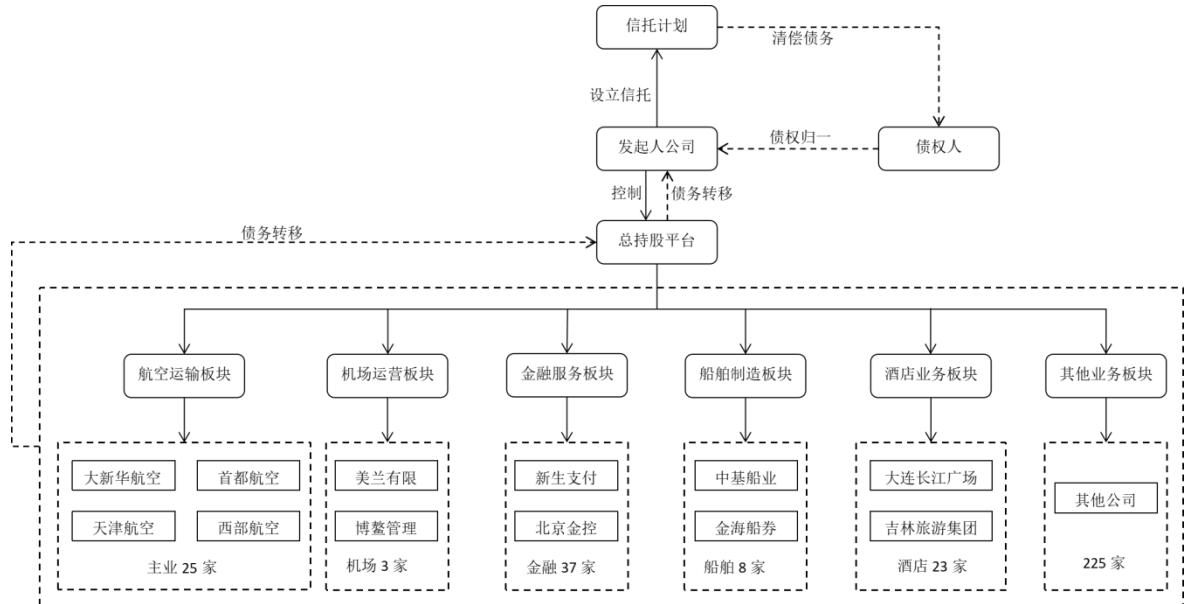 信托计划
清偿债务
设立信托
发起人公司
债权归一
债权人
控制
债务转移
债务转移
总持股平台
航空运输板块
机场运营板块
金融服务板块
船舶制造板块
酒店业务板块
其他业务板块
大新华航空
首都航空
美兰有限
新生支付
中基船业
大连长江广场
其他公司
天津航空
西部航空
博鳌管理
北京金控
金海船券
吉林旅游集团
主业 25 家
机场 3 家
金融 37 家
船舶 8 家
酒店 23 家
225 家